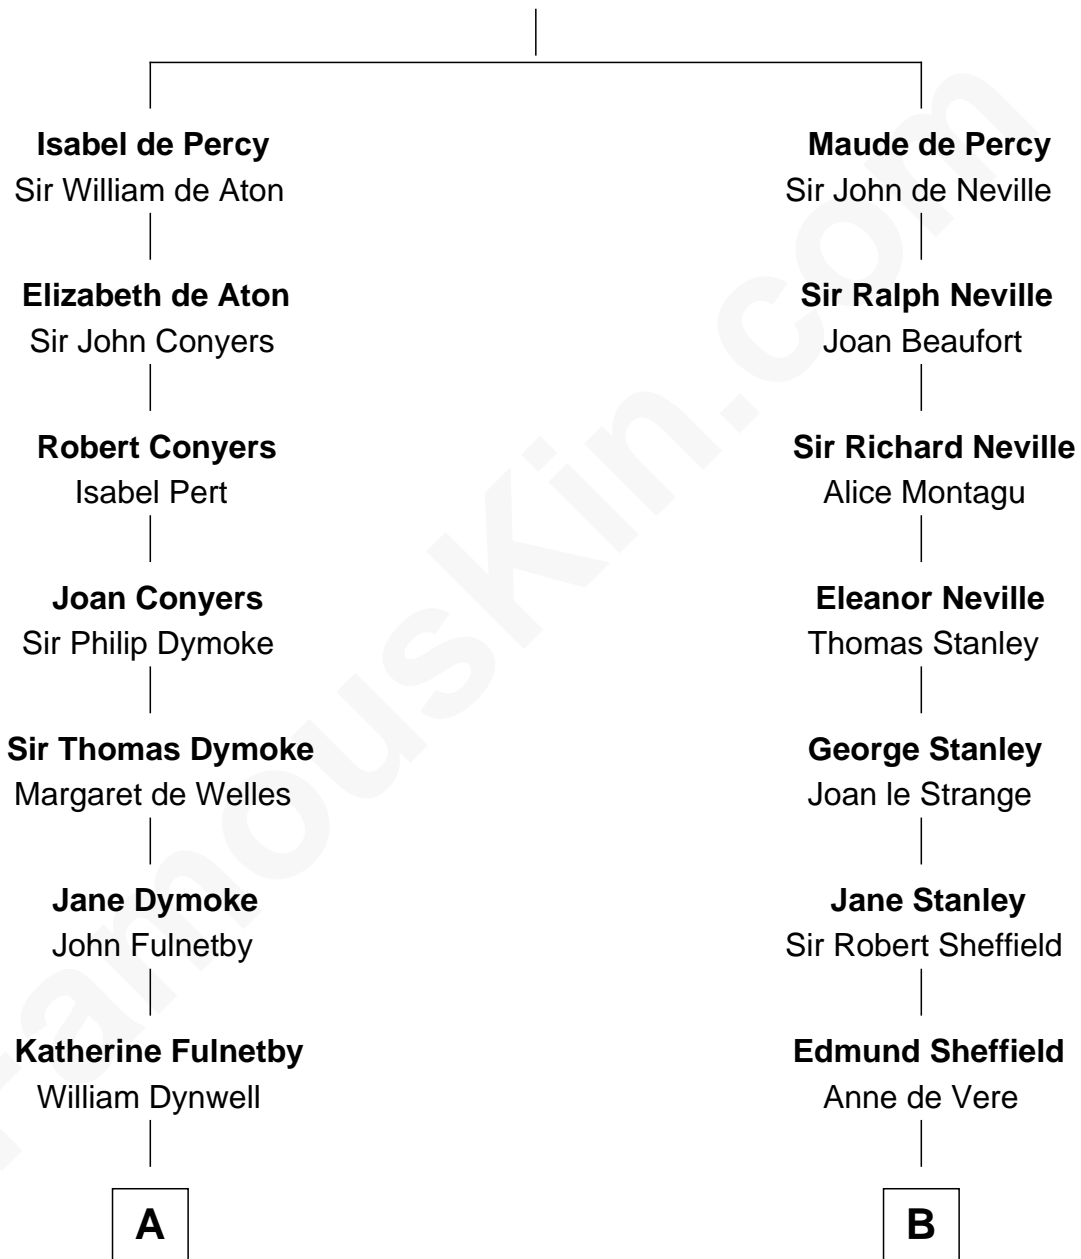 Isabel de Percy
Sir William de Aton
Elizabeth de Aton
Sir John Conyers
Robert Conyers
Isabel Pert
Joan Conyers
Sir Philip Dymoke
Sir Thomas Dymoke
Margaret de Welles
Jane Dymoke
John Fulnetby
Katherine Fulnetby
William Dynwell
A
Maude de Percy
Sir John de Neville
Sir Ralph Neville
Joan Beaufort
Sir Richard Neville
Alice Montagu
Eleanor Neville
Thomas Stanley
George Stanley
Joan le Strange
Jane Stanley
Sir Robert Sheffield
Edmund Sheffield
Anne de Vere
B
FamousKin.com